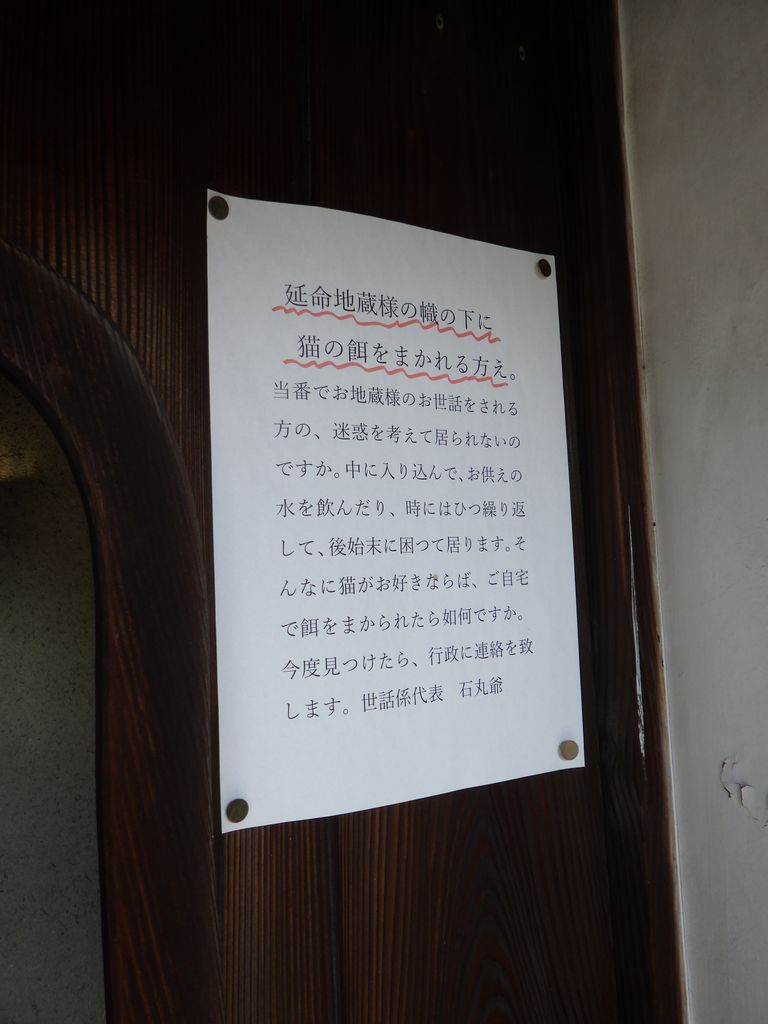 延命地蔵様の幟の下に
猫の餌をまかれる方え。
当番でお地蔵様のお世話をされる
方の、迷惑を考えて居られないの
ですか。中に入り込んで、お供えの
水を飲んだり、時にはひつ繰り返
して、後始末に困つて居ります。そ
んなに猫がお好きならば、ご自宅
で餌をまかられたら如何ですか。
今度見つけたら、行政に連絡を致
します。世話係代表　石丸爺